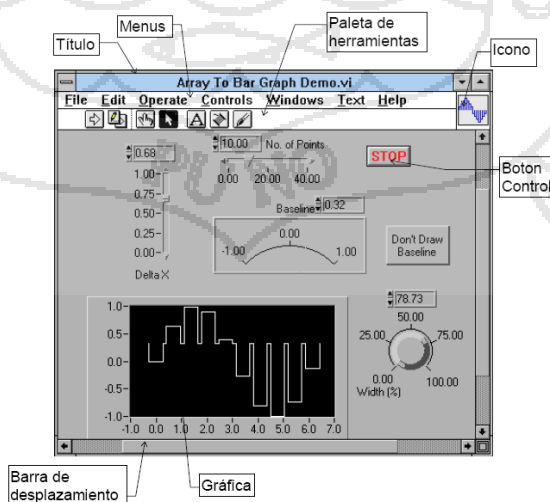 Menus
Paleta de
herramientas
Título
Icono
Array To Bar Graph Demo.vi
File Edit Operate Controls Windows Text Help
0.68
10.00 No. of Points
STOP
Boton
Control
1.00
0.75
0.50
0.25
0.00
Delta X
0.00 20.00 40.00
Baseline 0.32
-1.00 0.00 1.00
Don't Draw
Baseline
78.73
50.00
25.00 75.00
0.00 100.00
Width (%)
1.0
0.5
0.0
-0.5
-1.0
-1.0 0.0 1.0 2.0 3.0 4.0 5.0 6.0 7.0
Barra de
desplazamiento
Gráfica